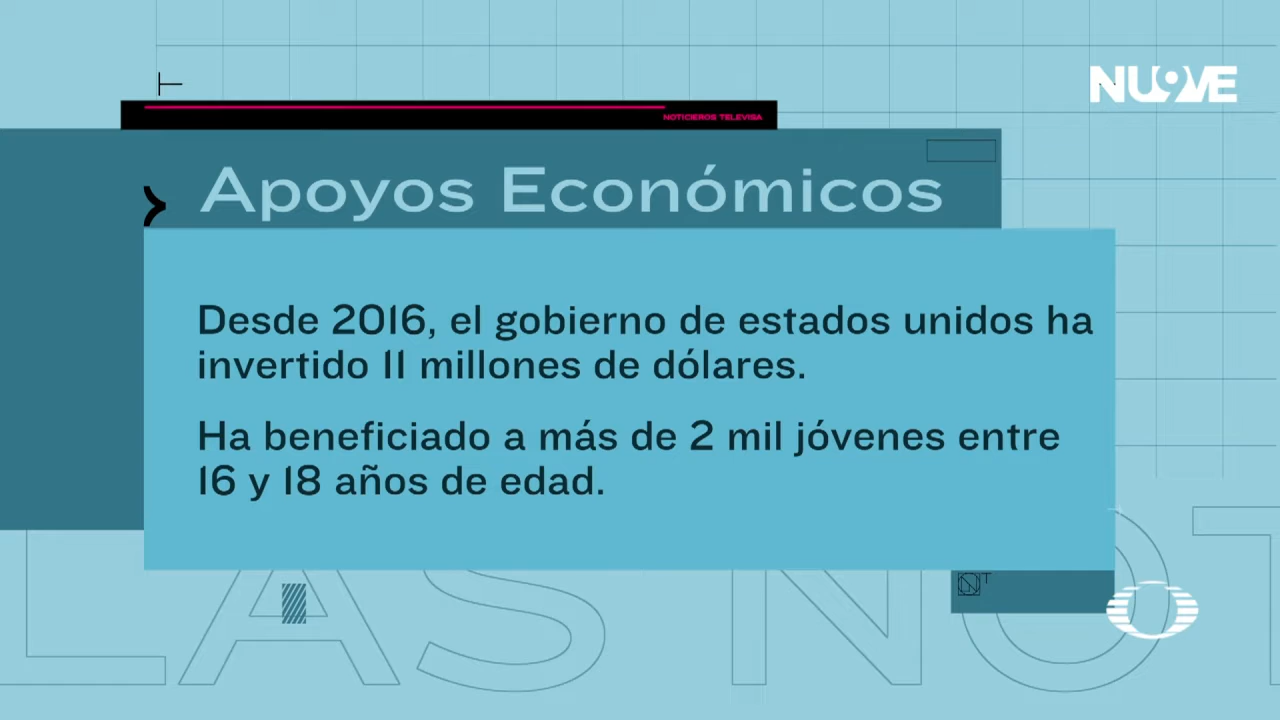 NU9VE
NOTICIEROS TELEVISA
Apoyos Económicos
Desde 2016, el gobierno de estados unidos ha
invertido 11 millones de dólares.
Ha beneficiado a más de 2 mil jóvenes entre
16 y 18 años de edad.
LAS NOT